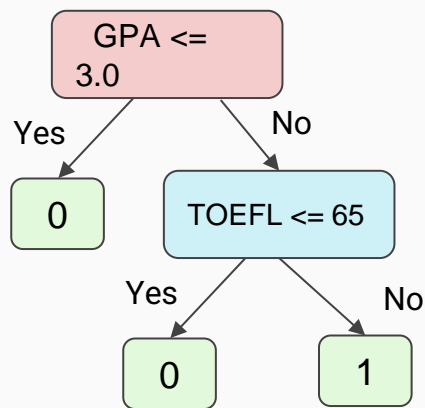 GPA <=
3.0
Yes
No
0
TOEFL <= 65
Yes
No
0
1